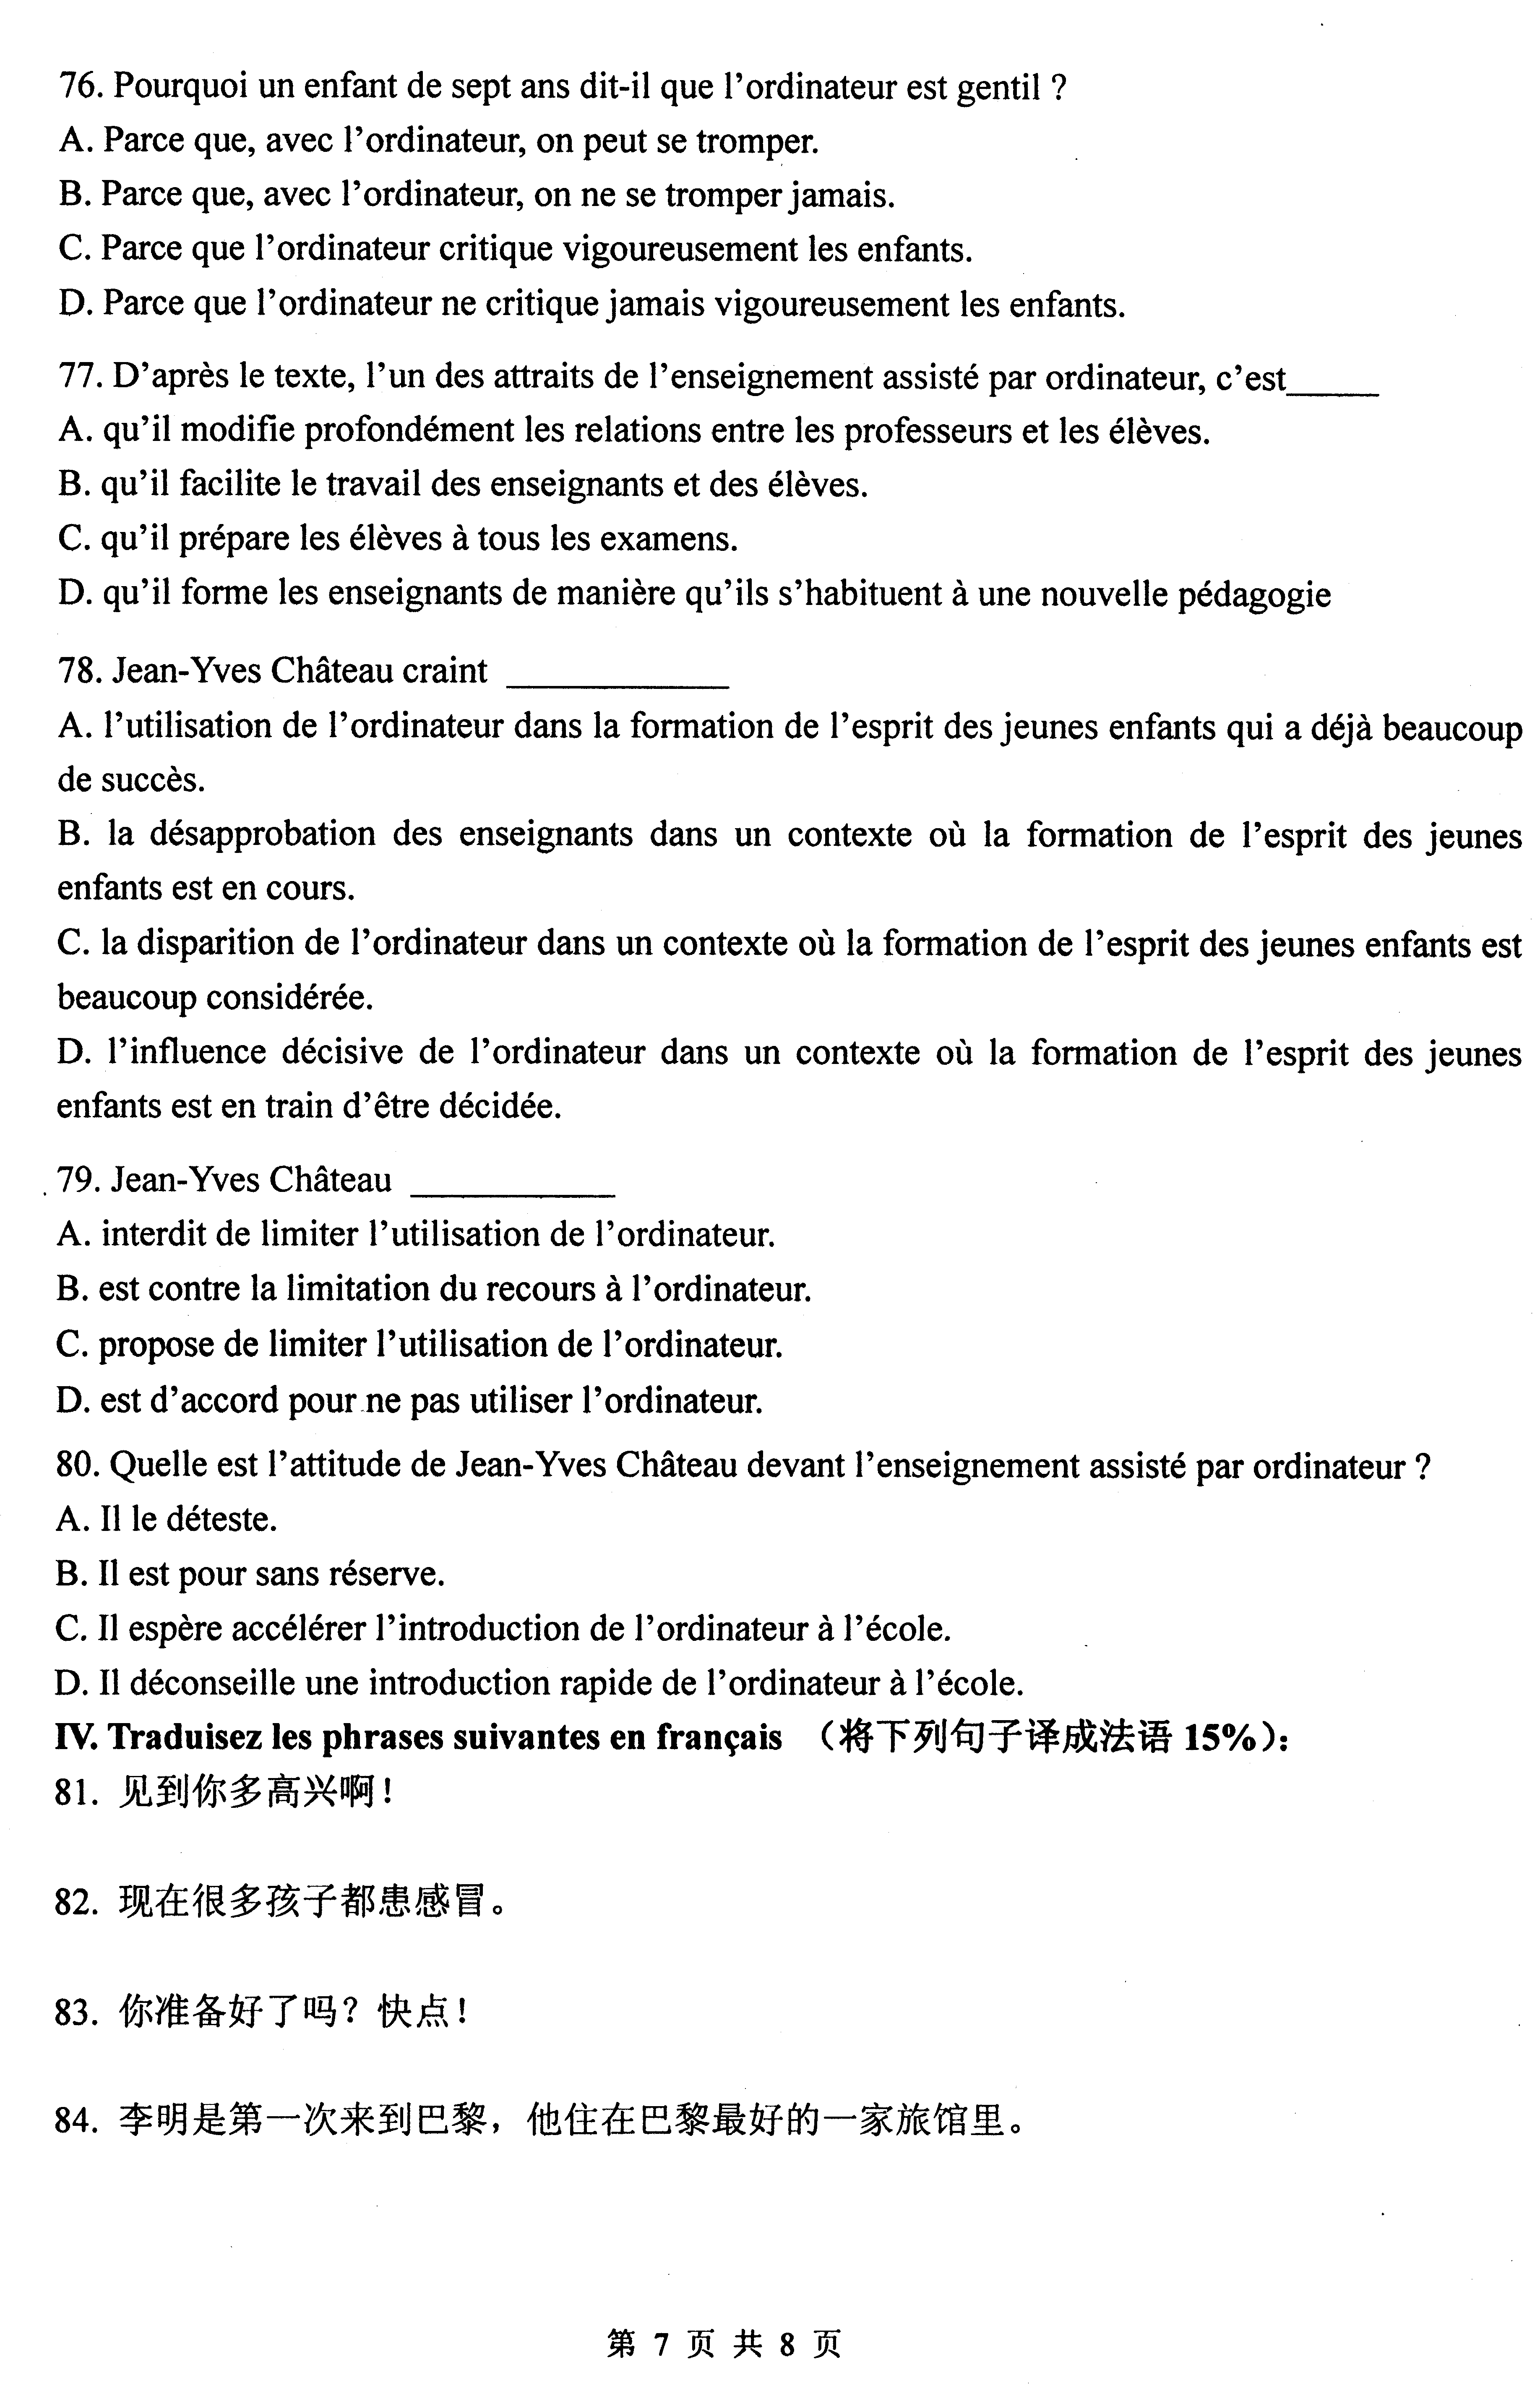 76. Pourquoi un enfant de sept ans dit-il que l’ordinateur est gentil ?
A. Parce que, avec l’ordinateur, on peut se tromper.
B. Parce que, avec l’ordinateur, on ne se tromper jamais.
C. Parce que l’ordinateur critique vigoureusement les enfants.
D. Parce que l’ordinateur ne critique jamais vigoureusement les enfants.
77. D’après le texte, l’un des attraits de l’enseignement assisté par ordinateur, c’est_____
A. qu’il modifie profondément les relations entre les professeurs et les élèves.
B. qu’il facilite le travail des enseignants et des élèves.
C. qu’il prépare les élèves à tous les examens.
D. qu’il forme les enseignants de manière qu’ils s’habituent à une nouvelle pédagogie
78. Jean-Yves Château craint ____________
A. l’utilisation de l’ordinateur dans la formation de l’esprit des jeunes enfants qui a déjà beaucoup
de succès.
B. la désapprobation des enseignants dans un contexte où la formation de l’esprit des jeunes
enfants est en cours.
C. la disparition de l’ordinateur dans un contexte où la formation de l’esprit des jeunes enfants est
beaucoup considérée.
D. l’influence décisive de l’ordinateur dans un contexte où la formation de l’esprit des jeunes
enfants est en train d’être décidée.
79. Jean-Yves Château ___________
A. interdit de limiter l’utilisation de l’ordinateur.
B. est contre la limitation du recours à l’ordinateur.
C. propose de limiter l’utilisation de l’ordinateur.
D. est d’accord pour ne pas utiliser l’ordinateur.
80. Quelle est l’attitude de Jean-Yves Château devant l’enseignement assisté par ordinateur ?
A. Il le déteste.
B. Il est pour sans réserve.
C. Il espère accélérer l’introduction de l’ordinateur à l’école.
D. Il déconseille une introduction rapide de l’ordinateur à l’école.
IV. Traduisez les phrases suivantes en français （将下列句子译成法语 15%）：
81. 见到你多高兴啊！
82. 现在很多孩子都患感冒。
83. 你准备好了吗？快点！
84. 李明是第一次来到巴黎，他住在巴黎最好的一家旅馆里。
第 7 页 共 8 页